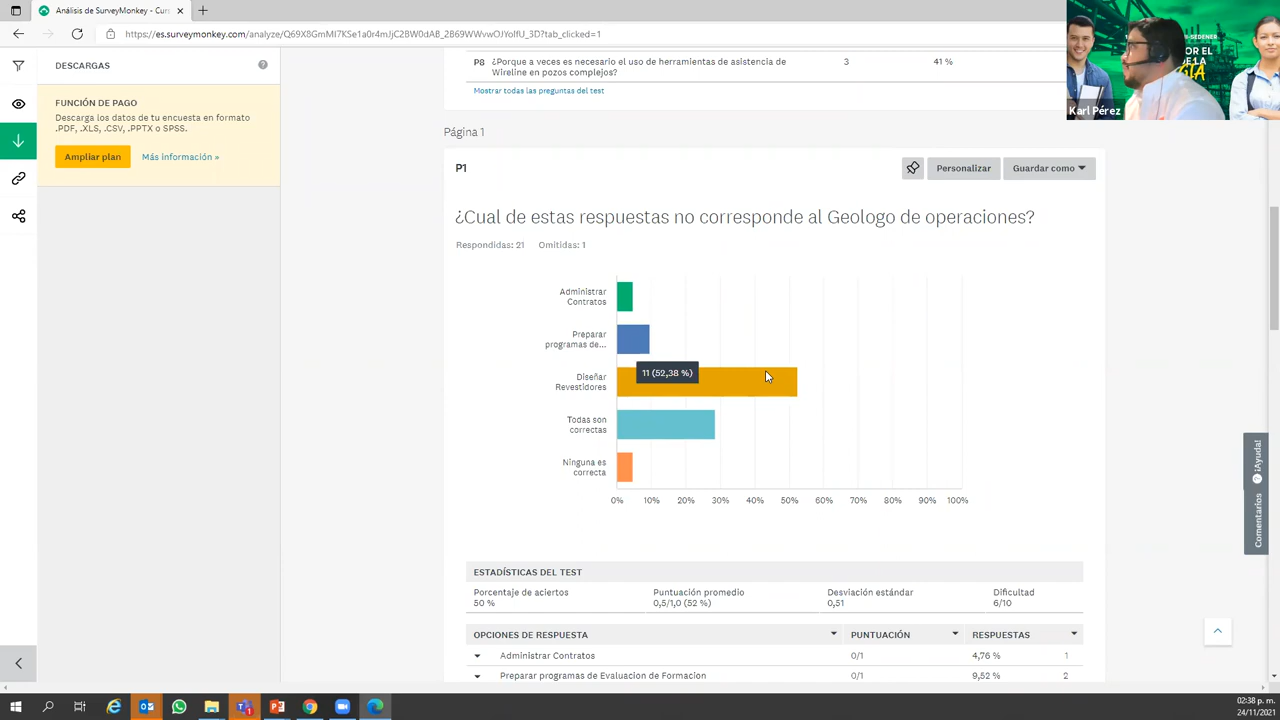 Análisis de SurveyMonkey - Curs
https://es.surveymonkey.com/analyze/
DESCARGAS
FUNCIÓN DE PAGO
Descarga los datos de tu encuesta en formato
.PDF, .XLS, .CSV, .PPTX o SPSS.
Ampliar plan
Más información »
P8 ¿Porque a veces es necesario el uso de herramientas de asistencia de
Wireline en pozos complejos?
3
41 %
Mostrar todas las preguntas del test
Karl Pérez
Página 1
P1
Personalizar
Guardar como
¿Cual de estas respuestas no corresponde al Geologo de operaciones?
Respondidas: 21 Omitidas: 1
Administrar
Contratos
Preparar
programas de...
11 (52,38 %)
Diseñar
Revestidores
Todas son
correctas
Ninguna es
correcta
0% 10% 20% 30% 40% 50% 60% 70% 80% 90% 100%
¡Ayuda!
Comentarios
ESTADÍSTICAS DEL TEST
Porcentaje de aciertos
50 %
Puntuación promedio
0,5/1,0 (52 %)
Desviación estándar
0,51
Dificultad
6/10
OPCIONES DE RESPUESTA PUNTUACIÓN RESPUESTAS
Administrar Contratos 0/1 4,76 % 1
Preparar programas de Evaluacion de Formacion 0/1 9,52 % 2
02:38 p. m.
24/11/2021